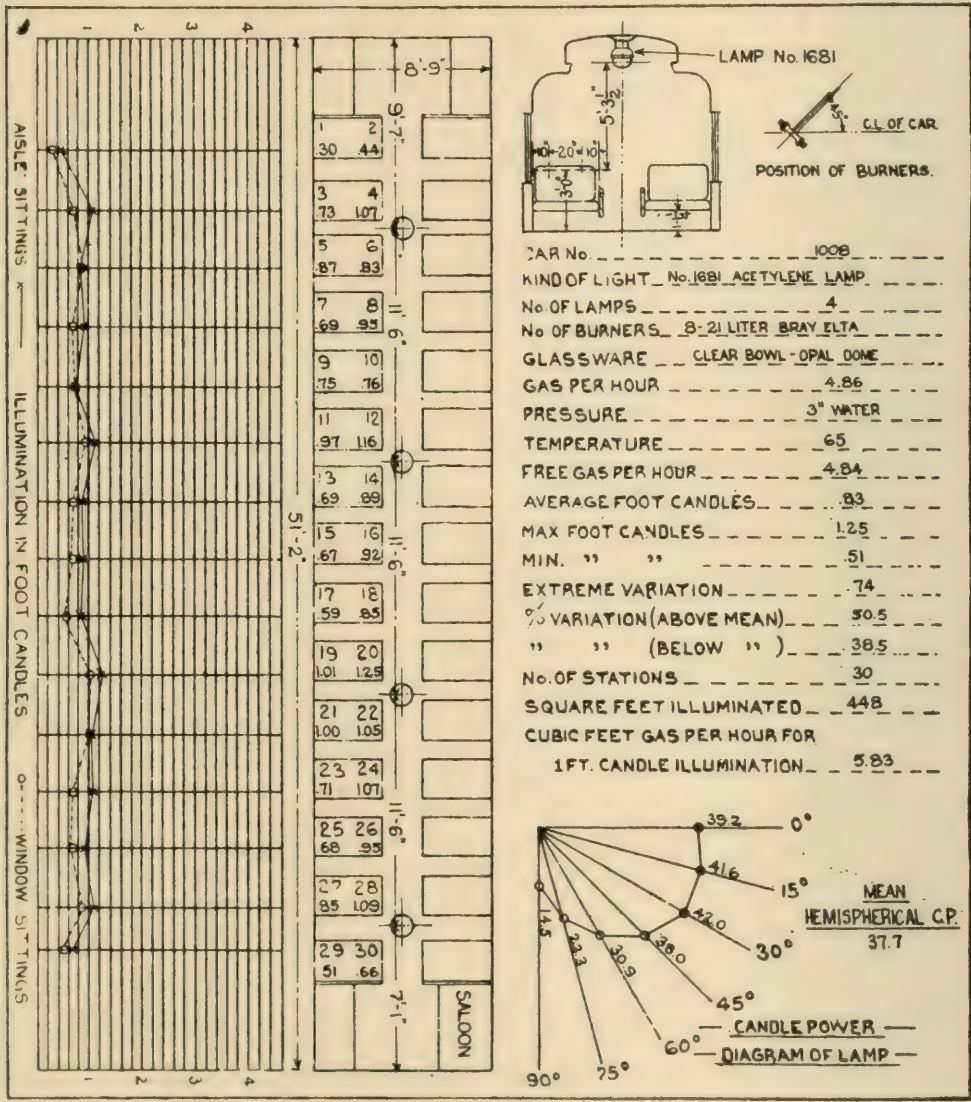 1 2 3 4
AISLE SITTINGS x—— ILLUMINATION IN FOOT CANDLES o---- WINDOW SITTINGS
1 2 3 4
51'-2"
8'-9"
9'-7"
1 2
.30 .44
3 4
.73 1.07
5 6
.87 .83
7 8
.69 .95
11'-6"
9 10
.75 .76
11 12
.97 1.16
13 14
.69 .89
15 16
.67 .92
11'-6"
17 18
.59 .85
19 20
1.01 1.25
21 22
1.00 1.05
23 24
.71 1.07
11'-6"
25 26
.68 .95
27 28
.85 1.09
29 30
51 .66
7'-1"
SALOON
LAMP No. 1681
5'-3 1/2"
10" 20" 10"
3'-0"
45°
C.L. OF CAR
POSITION OF BURNERS.
CAR No. 1008
KIND OF LIGHT No. 1681 ACETYLENE LAMP
No. OF LAMPS 4
No OF BURNERS 8-21 LITER BRAY ELTA
GLASSWARE CLEAR BOWL - OPAL DOME
GAS PER HOUR 4.86
PRESSURE 3" WATER
TEMPERATURE 65
FREE GAS PER HOUR 4.84
AVERAGE FOOT CANDLES .83
MAX FOOT CANDLES 1.25
MIN. " " .51
EXTREME VARIATION .74
% VARIATION (ABOVE MEAN) 50.5
" " (BELOW " ) 38.5
No. OF STATIONS 30
SQUARE FEET ILLUMINATED 448
CUBIC FEET GAS PER HOUR FOR
1 FT. CANDLE ILLUMINATION 5.83
39.2 0°
41.6 15°
42.0 30°
38.0 45°
30.9 60°
23.3 75°
14.5 90°
MEAN
HEMISPHERICAL C.P.
37.7
CANDLE POWER
DIAGRAM OF LAMP